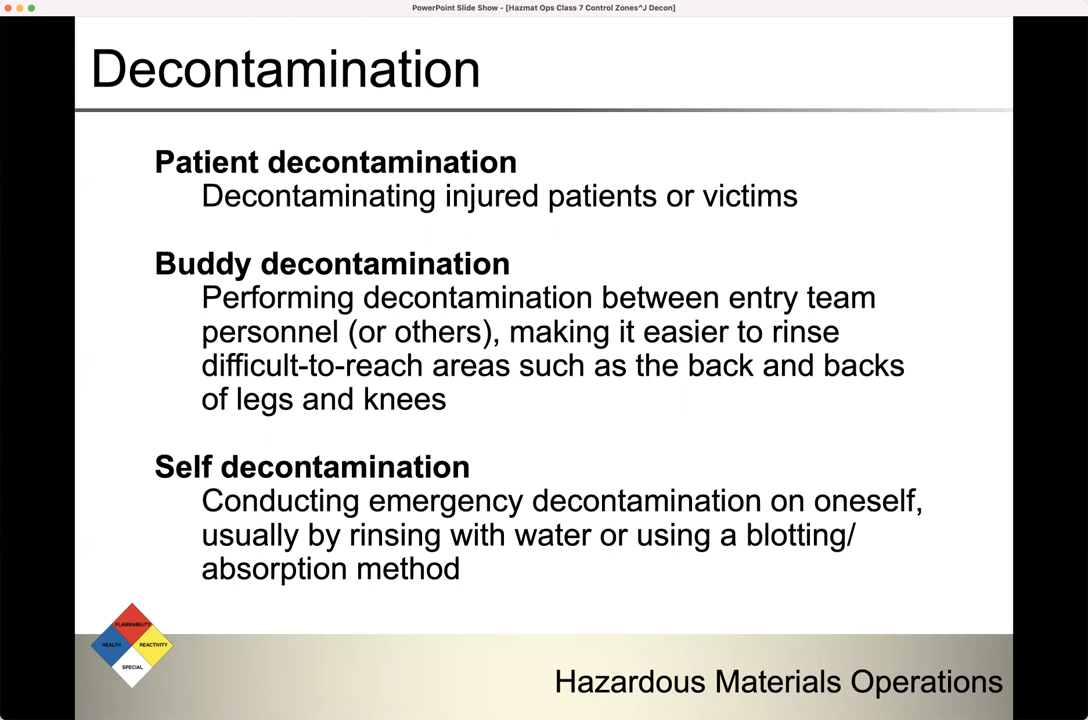 PowerPoint Slide Show - [Hazmat Ops Class 7 Control Zones^J Decon]
Decontamination
Patient decontamination
Decontaminating injured patients or victims
Buddy decontamination
Performing decontamination between entry team
personnel (or others), making it easier to rinse
difficult-to-reach areas such as the back and backs
of legs and knees
Self decontamination
Conducting emergency decontamination on oneself,
usually by rinsing with water or using a blotting/
absorption method
FLAMMABILITY
HEALTH
REACTIVITY
SPECIAL
Hazardous Materials Operations